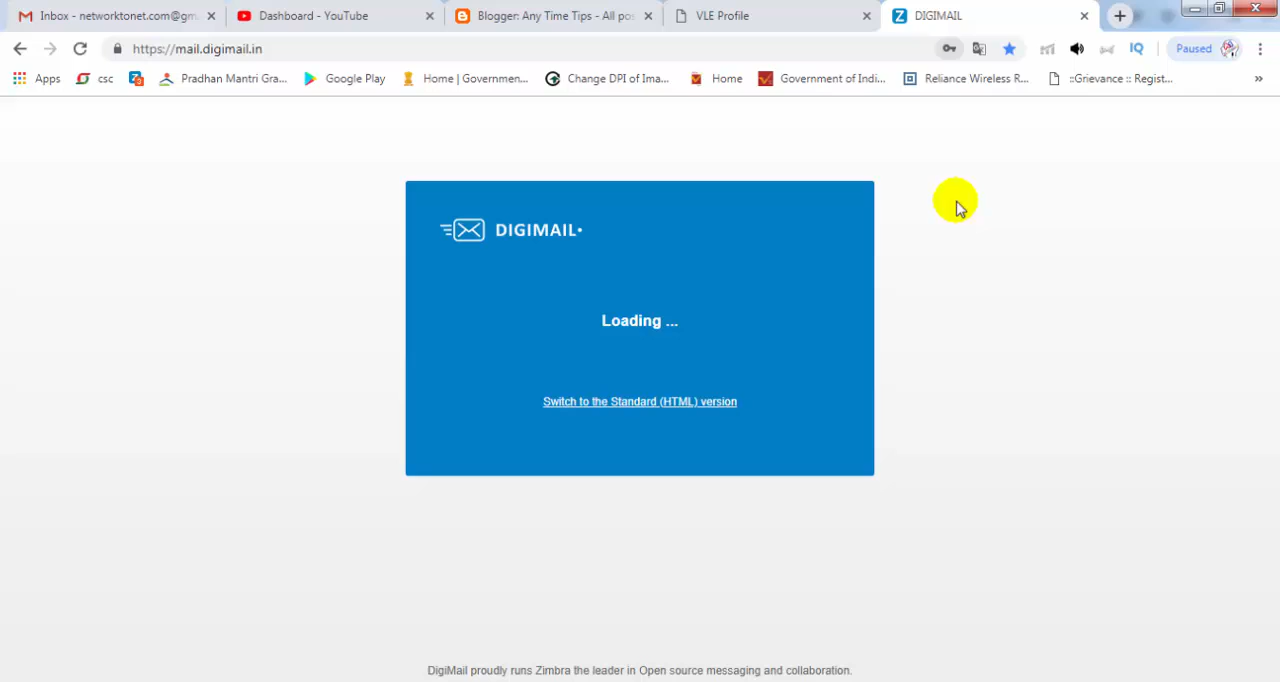 Inbox - networktonet.com@gm
Dashboard - YouTube
Blogger: Any Time Tips - All pos
VLE Profile
DIGIMAIL
https://mail.digimail.in
IQ
Paused
Apps
csc
Pradhan Mantri Gra...
Google Play
Home | Governmen...
Change DPI of Ima...
Home
Government of Indi...
Reliance Wireless R...
::Grievance :: Regist...
»
DIGIMAIL
Loading ...
Switch to the Standard (HTML) version
DigiMail proudly runs Zimbra the leader in Open source messaging and collaboration.